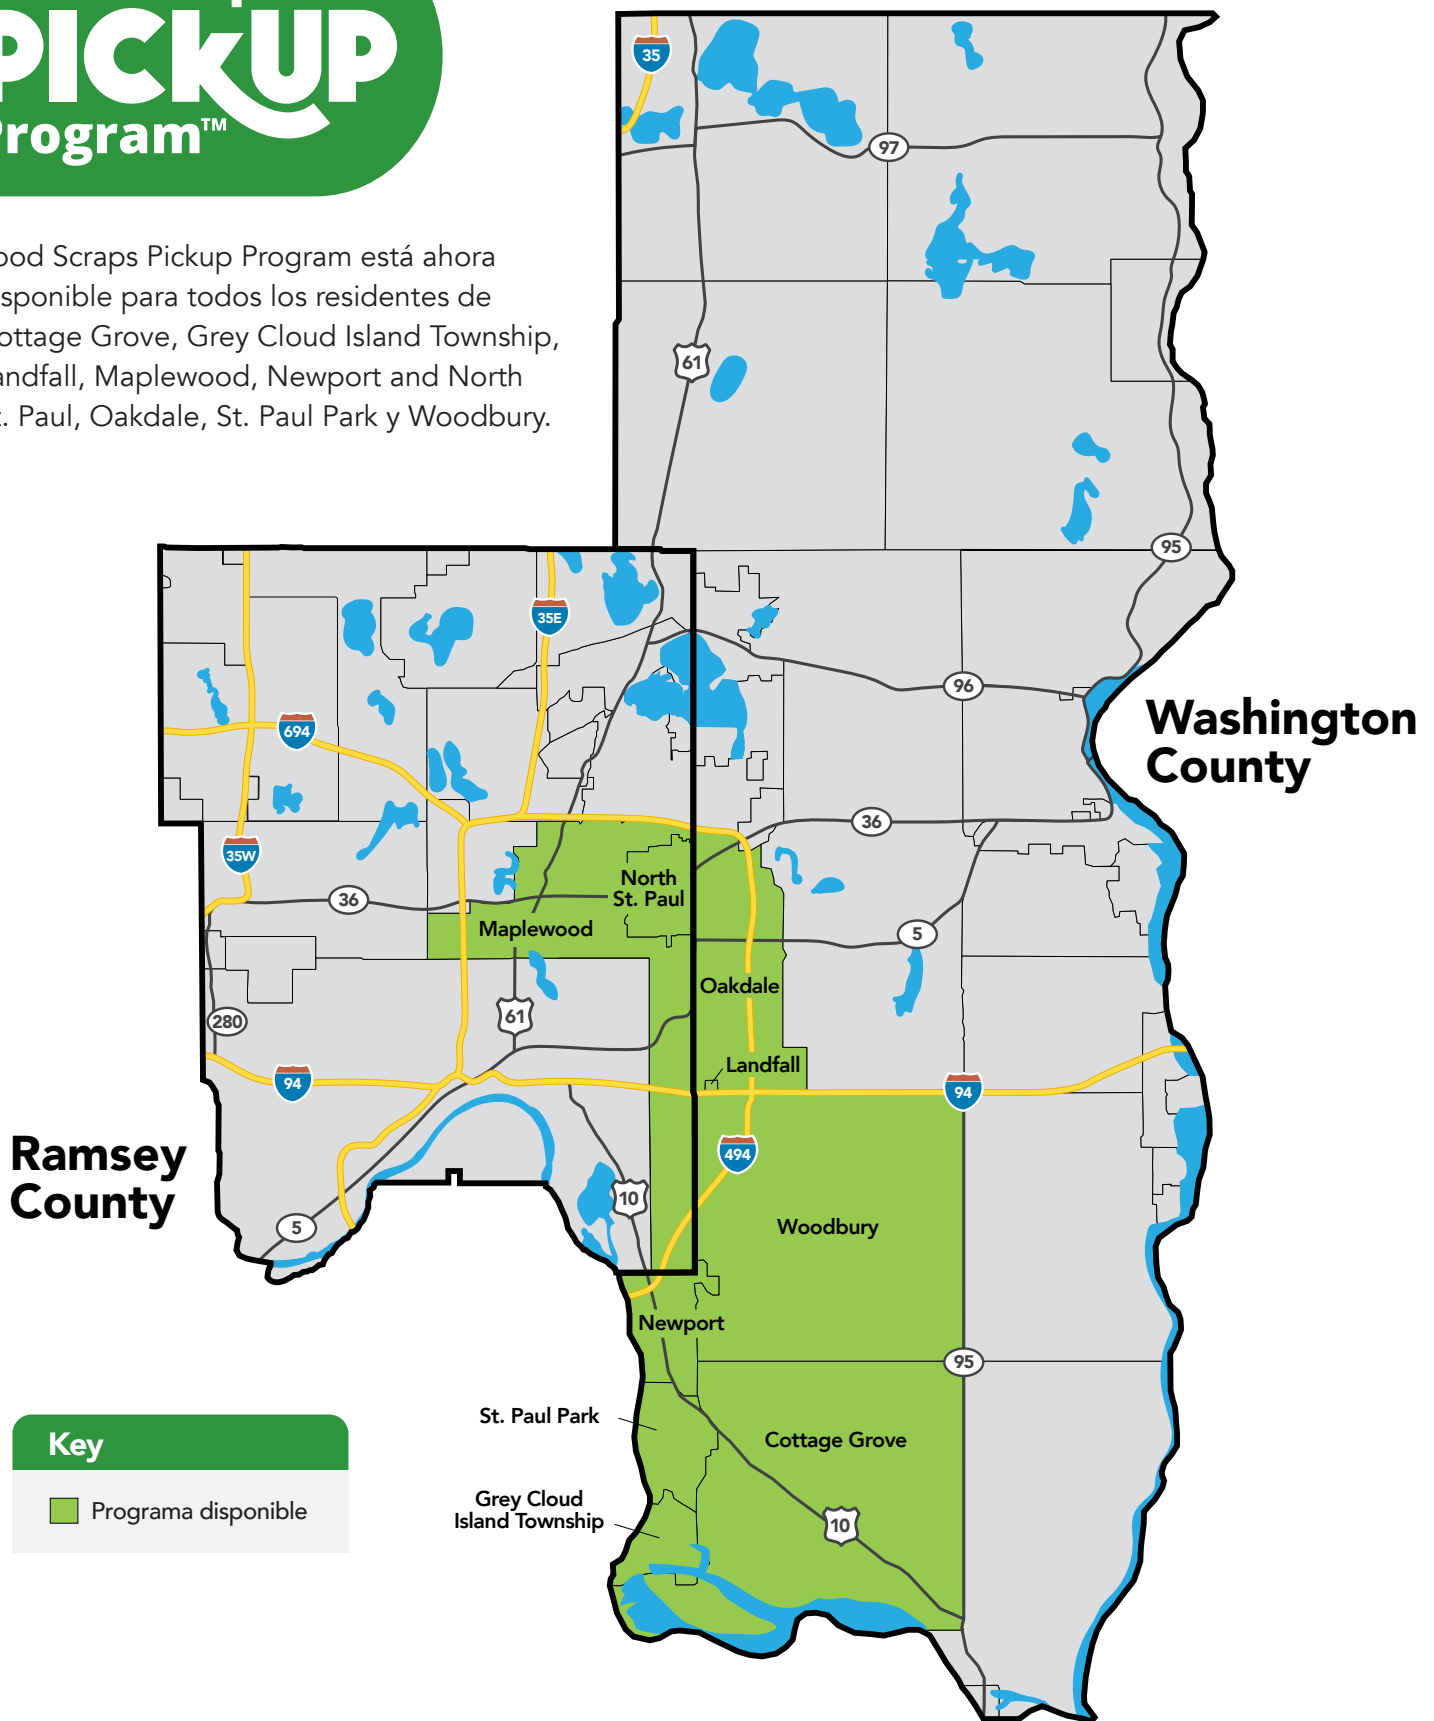 PICKUP
rogram™
ood Scraps Pickup Program está ahora
sponible para todos los residentes de
ottage Grove, Grey Cloud Island Township,
andfall, Maplewood, Newport and North
t. Paul, Oakdale, St. Paul Park y Woodbury.
35
97
61
95
35E
96
694
Washington
County
36
35W
North
St. Paul
36
Maplewood
5
Oakdale
61
280
Landfall
94
94
494
Ramsey
County
10
5
Woodbury
Newport
95
St. Paul Park
Cottage Grove
Key
Grey Cloud
Island Township
Programa disponible
10